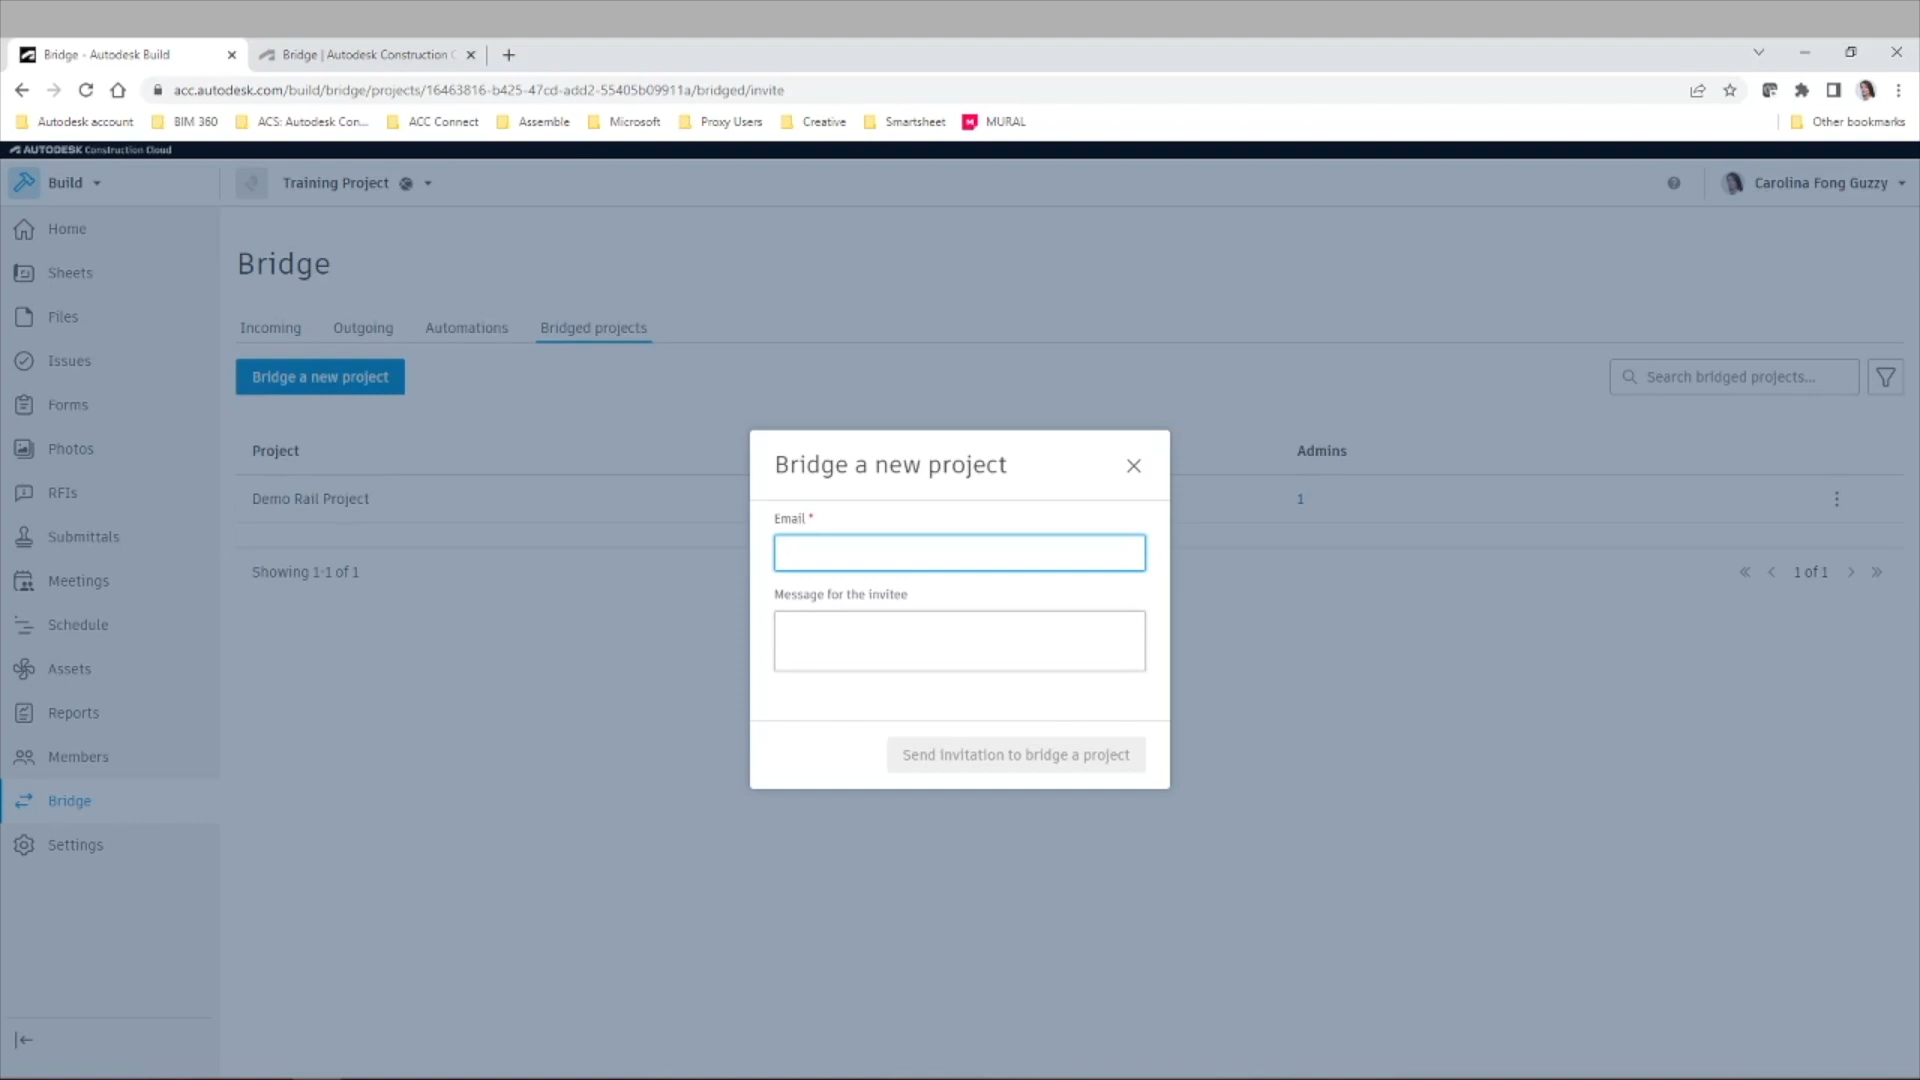 Bridge - Autodesk Build
Bridge | Autodesk Construction C
acc.autodesk.com/build/bridge/projects/16463816-b425-47cd-add2-55405b09911a/bridged/invite
Autodesk account
BIM 360
ACS: Autodesk Con...
ACC Connect
Assemble
Microsoft
Proxy Users
Creative
Smartsheet
MURAL
Other bookmarks
AUTODESK Construction Cloud
Build
Training Project
Carolina Fong Guzzy
Home
Sheets
Files
Issues
Forms
Photos
RFIs
Submittals
Meetings
Schedule
Assets
Reports
Members
Bridge
Settings
Bridge
Incoming
Outgoing
Automations
Bridged projects
Bridge a new project
Search bridged projects...
Project
Admins
Demo Rail Project
1
Showing 1-1 of 1
1 of 1
Bridge a new project
Email *
Message for the invitee
Send invitation to bridge a project